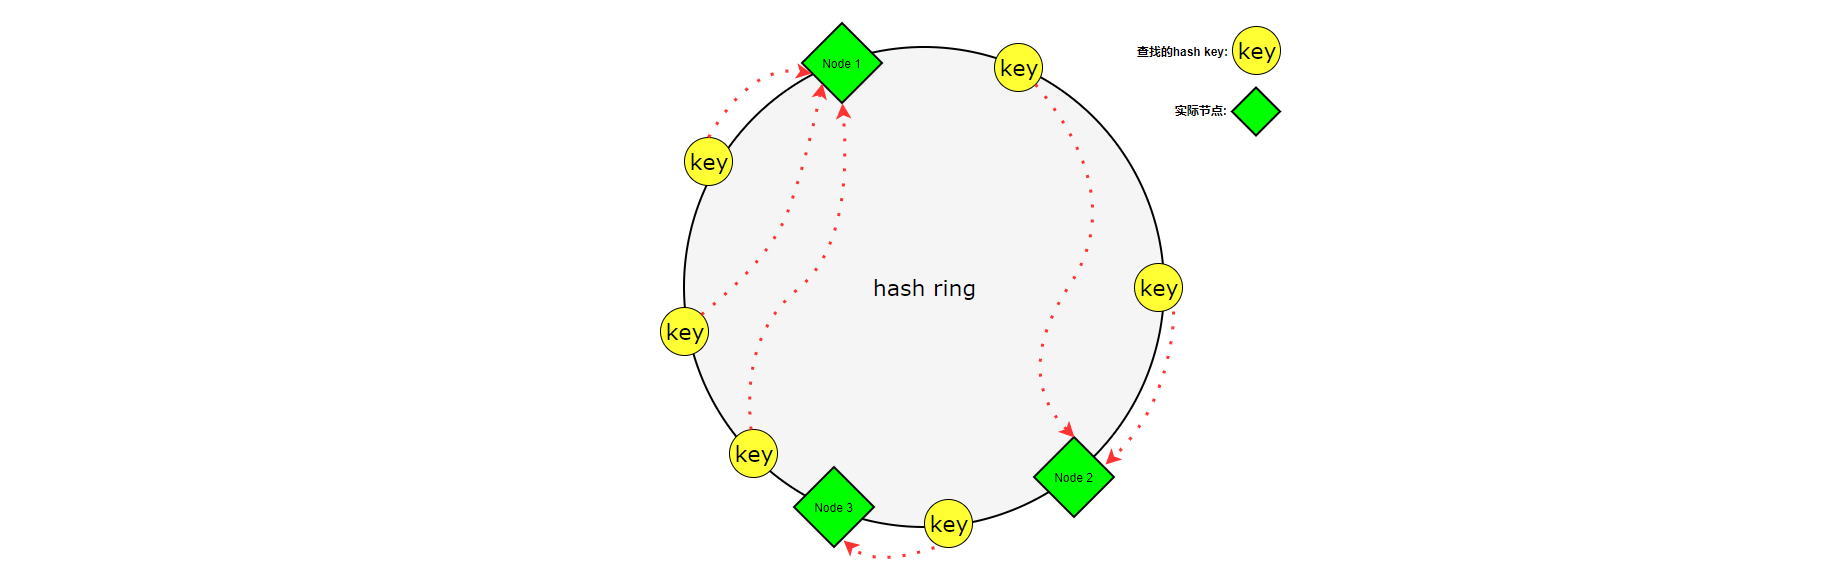 Node 1
key
查找的hash key: key
实际节点:
key
hash ring
key
key
key
Node 2
Node 3
key